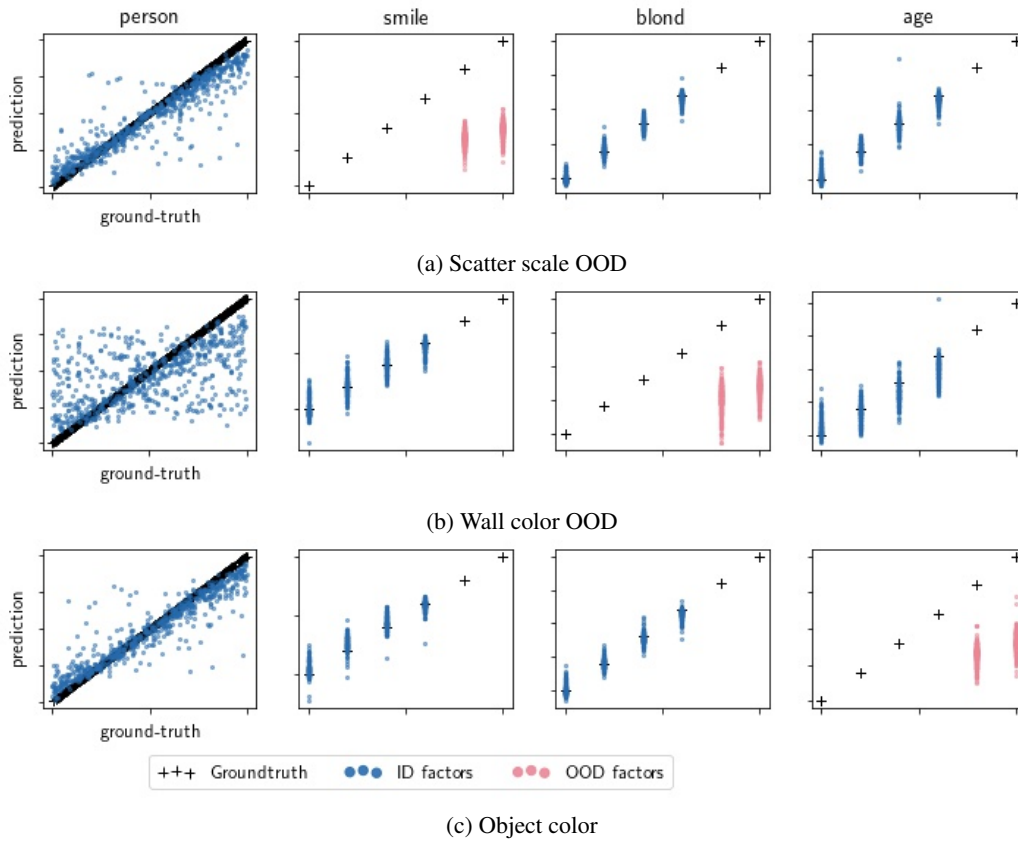 person smile blond age
prediction
ground-truth
(a) Scatter scale OOD
prediction
ground-truth
(b) Wall color OOD
prediction
ground-truth
+++ Groundtruth ID factors OOD factors
(c) Object color